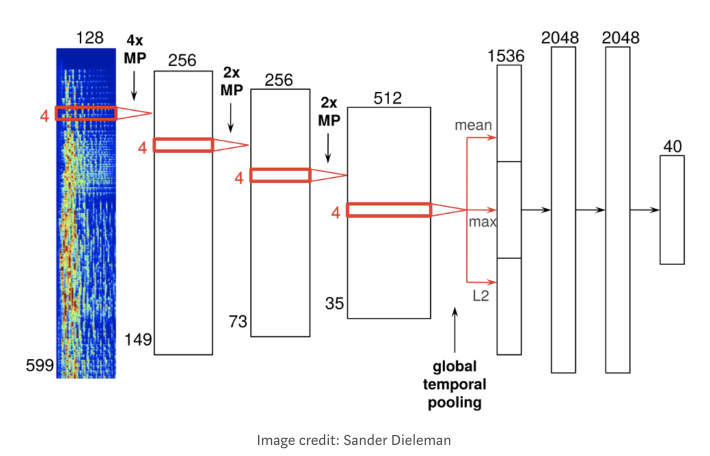 128
4x
MP
256
2x
MP
256
2x
MP
512
1536
2048
2048
40
4
4
4
4
mean
max
L2
599
149
73
35
global
temporal
pooling
Image credit: Sander Dieleman